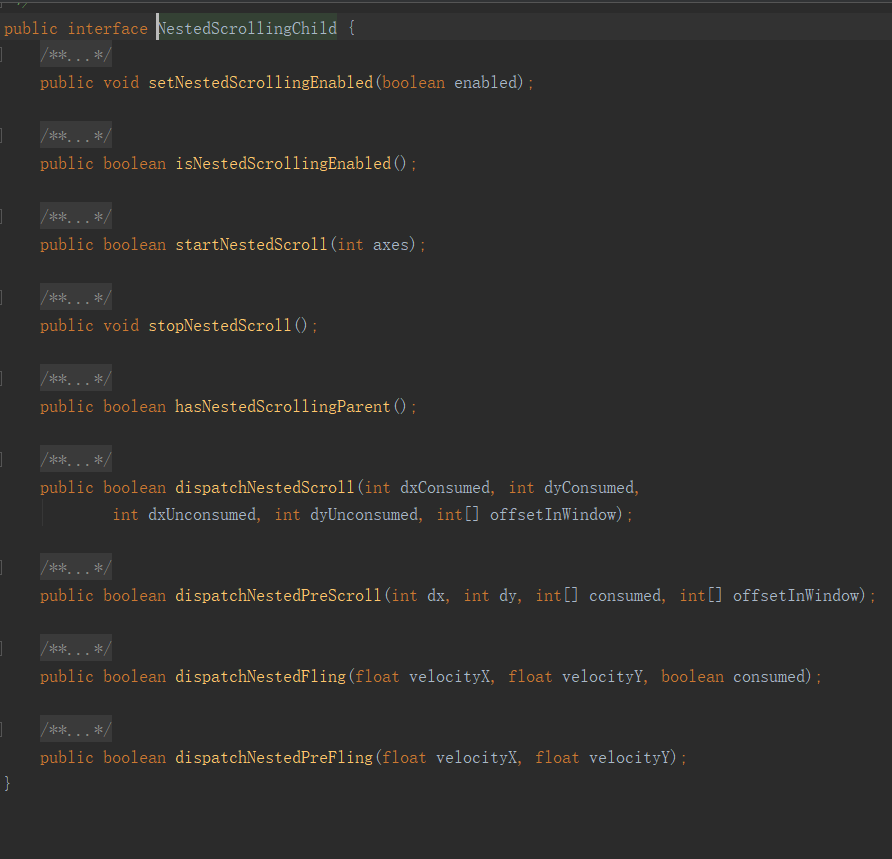 public interface NestedScrollingChild {
/**...*/
public void setNestedScrollingEnabled(boolean enabled);
/**...*/
public boolean isNestedScrollingEnabled();
/**...*/
public boolean startNestedScroll(int axes);
/**...*/
public void stopNestedScroll();
/**...*/
public boolean hasNestedScrollingParent();
/**...*/
public boolean dispatchNestedScroll(int dxConsumed, int dyConsumed,
int dxUnconsumed, int dyUnconsumed, int[] offsetInWindow);
/**...*/
public boolean dispatchNestedPreScroll(int dx, int dy, int[] consumed, int[] offsetInWindow);
/**...*/
public boolean dispatchNestedFling(float velocityX, float velocityY, boolean consumed);
/**...*/
public boolean dispatchNestedPreFling(float velocityX, float velocityY);
}